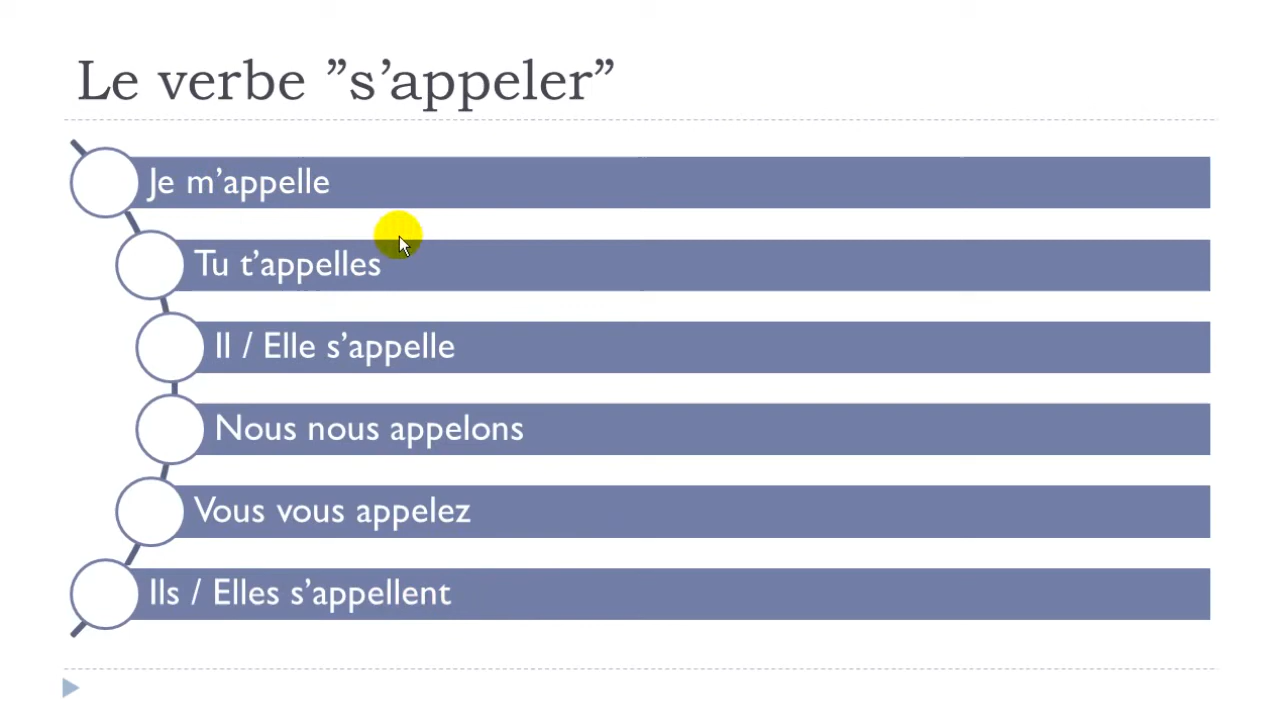 Le verbe ”s’appeler”
Je m’appelle
Tu t’appelles
Il / Elle s’appelle
Nous nous appelons
Vous vous appelez
Ils / Elles s’appellent